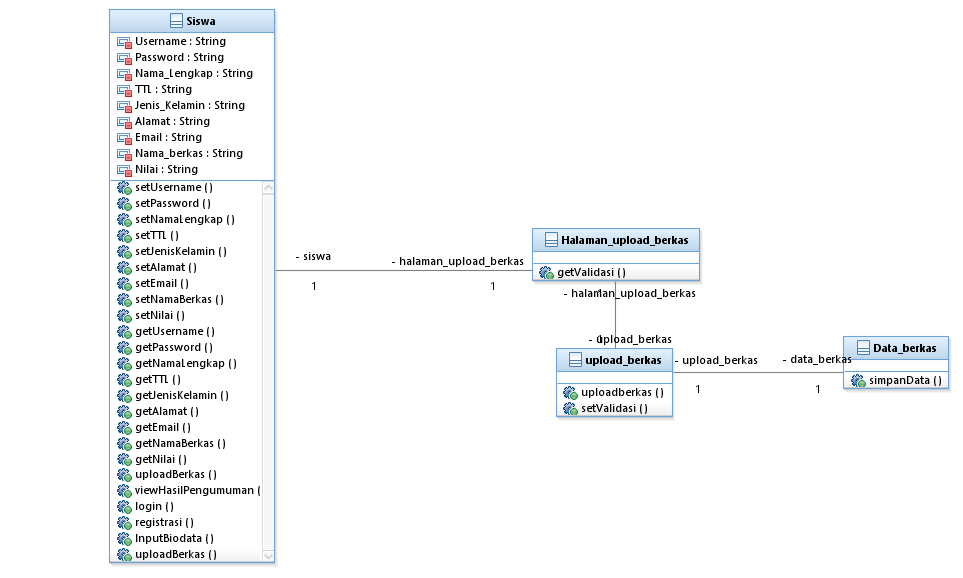 Siswa
Username : String
Password : String
Nama_Lengkap : String
TTL : String
Jenis_Kelamin : String
Alamat : String
Email : String
Nama_berkas : String
Nilai : String
setUsername ( )
setPassword ( )
setNamaLengkap ( )
setTTL ( )
setJenisKelamin ( )
setAlamat ( )
setEmail ( )
setNamaBerkas ( )
setNilai ( )
getUsername ( )
getPassword ( )
getNamaLengkap ( )
getTTL ( )
getJenisKelamin ( )
getAlamat ( )
getEmail ( )
getNamaBerkas ( )
getNilai ( )
uploadBerkas ( )
viewHasilPengumuman (
login ( )
registrasi ( )
InputBiodata ( )
uploadBerkas ( )
- siswa
1
- halaman_upload_berkas
1
Halaman_upload_berkas
getValidasi ( )
- halaman_upload_berkas
1
- upload_berkas
1
upload_berkas
uploadberkas ( )
setValidasi ( )
- upload_berkas
1
- data_berkas
1
Data_berkas
simpanData ( )